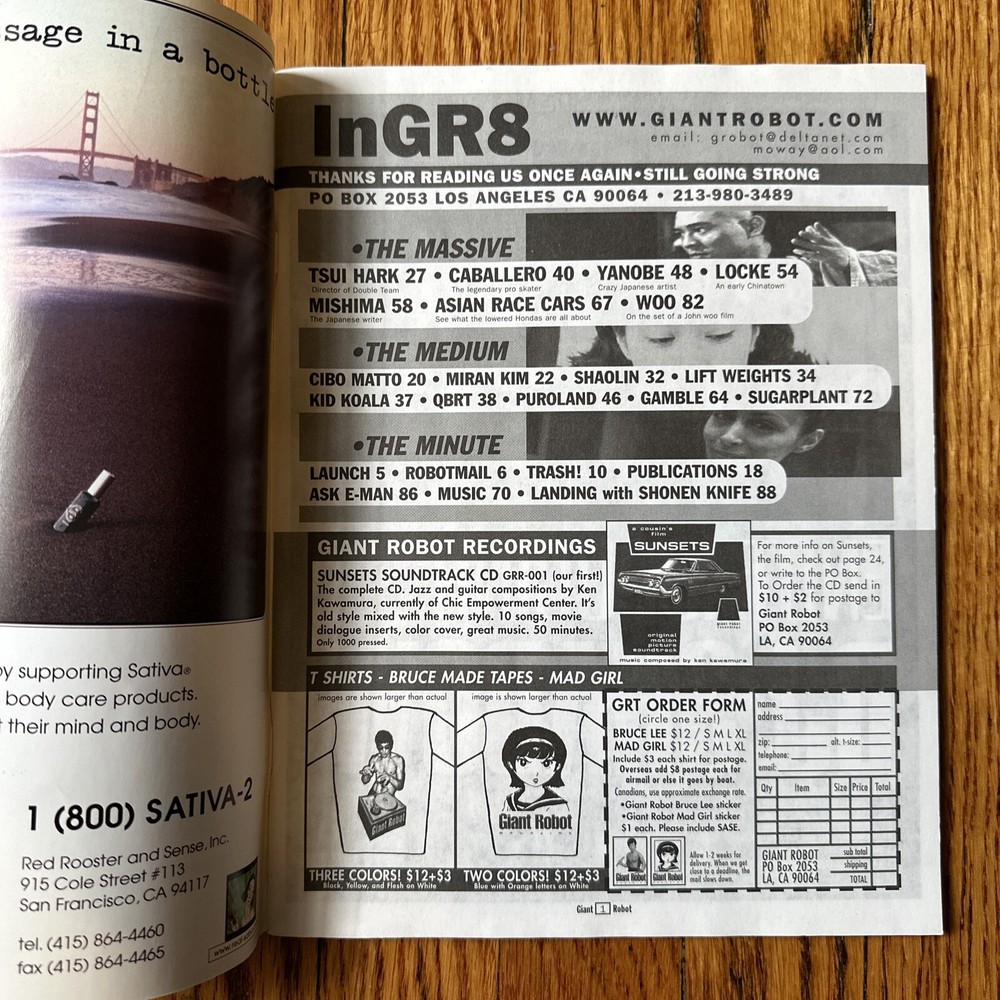 ssage in a bottle
by supporting Sativa®
body care products.
t their mind and body.
1 (800) SATIVA-2
Red Rooster and Sense, Inc.
915 Cole Street #113
San Francisco, CA 94117
tel. (415) 864-4460
fax (415) 864-4465
InGR8
WWW.GIANTROBOT.COM
email: grobot@deltanet.com
moway@aol.com
THANKS FOR READING US ONCE AGAIN•STILL GOING STRONG
PO BOX 2053 LOS ANGELES CA 90064 • 213-980-3489
•THE MASSIVE
TSUI HARK 27 • CABALLERO 40 • YANOBE 48 • LOCKE 54
Director of Double Team The legendary pro skater Crazy Japanese artist An early Chinatown
MISHIMA 58 • ASIAN RACE CARS 67 • WOO 82
The Japanese writer See what the lowered Hondas are all about On the set of a John woo film
•THE MEDIUM
CIBO MATTO 20 • MIRAN KIM 22 • SHAOLIN 32 • LIFT WEIGHTS 34
KID KOALA 37 • QBRT 38 • PUROLAND 46 • GAMBLE 64 • SUGARPLANT 72
•THE MINUTE
LAUNCH 5 • ROBOTMAIL 6 • TRASH! 10 • PUBLICATIONS 18
ASK E-MAN 86 • MUSIC 70 • LANDING with SHONEN KNIFE 88
GIANT ROBOT RECORDINGS
SUNSETS SOUNDTRACK CD GRR-001 (our first!)
The complete CD. Jazz and guitar compositions by Ken
Kawamura, currently of Chic Empowerment Center. It's
old style mixed with the new style. 10 songs, movie
dialogue inserts, color cover, great music. 50 minutes.
Only 1000 pressed.
a cousin's
film
SUNSETS
giant robot
recordings
original
motion
picture
soundtrack
music composed by ken kawamura
For more info on Sunsets,
the film, check out page 24,
or write to the PO Box.
To Order the CD send in
$10 + $2 for postage to
Giant Robot
PO Box 2053
LA, CA 90064
T SHIRTS - BRUCE MADE TAPES - MAD GIRL
images are shown larger than actual
Giant Robot
THREE COLORS! $12+$3
Black, Yellow, and Flesh on White
image is shown larger than actual
Giant Robot
MAGAZINE
TWO COLORS! $12+$3
Blue with Orange letters on White
GRT ORDER FORM
(circle one size!)
BRUCE LEE $12 / S M L XL
MAD GIRL $12 / S M L XL
Include $3 each shirt for postage.
Overseas add $8 postage each for
airmail or else it goes by boat.
Canadians, use approximate exchange rate.
•Giant Robot Bruce Lee sticker
•Giant Robot Mad Girl sticker
$1 each. Please include SASE.
Giant Robot
Giant Robot
Allow 1-2 weeks for
delivery. When we get
close to a deadline, the
mail slows down.
name
address
zip: alt. t-size:
telephone:
email:
Qty Item Size Price Total
GIANT ROBOT
PO Box 2053
LA, CA 90064
sub total
shipping
TOTAL
Giant 1 Robot